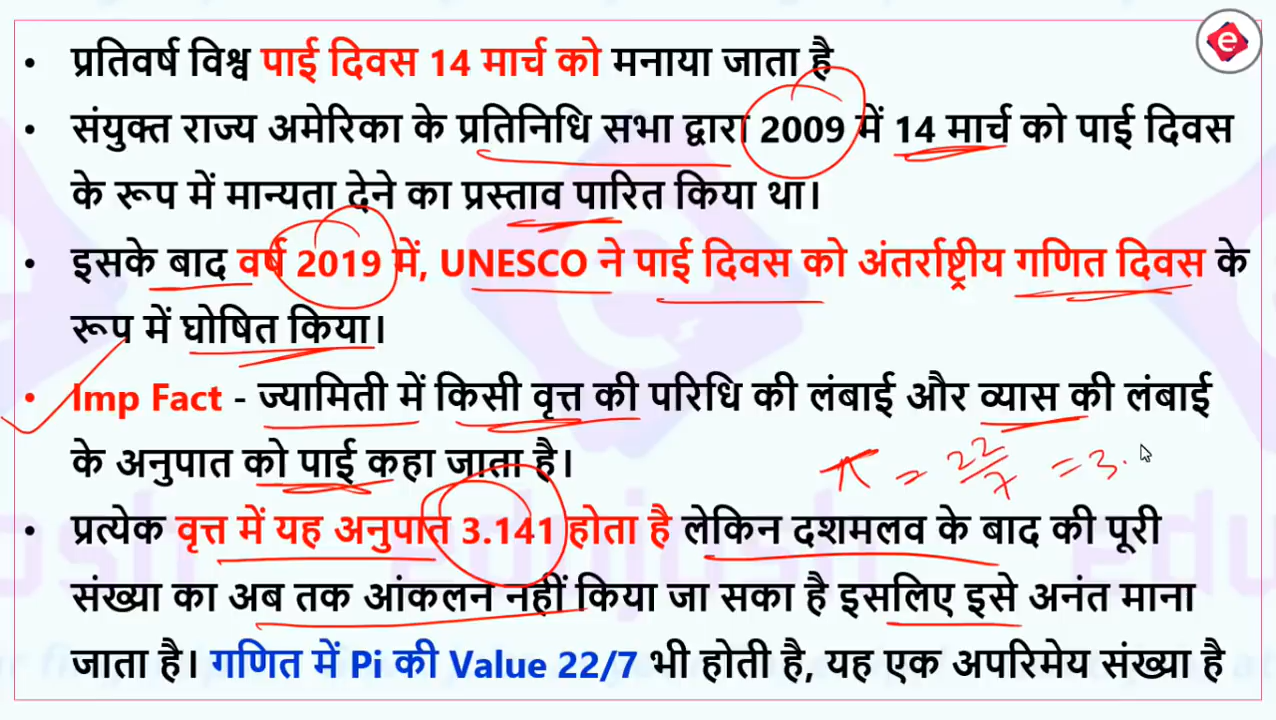 • प्रतिवर्ष विश्व पाई दिवस 14 मार्च को मनाया जाता है
• संयुक्त राज्य अमेरिका के प्रतिनिधि सभा द्वारा 2009 में 14 मार्च को पाई दिवस
के रूप में मान्यता देने का प्रस्ताव पारित किया था।
• इसके बाद वर्ष 2019 में, UNESCO ने पाई दिवस को अंतर्राष्ट्रीय गणित दिवस के
रूप में घोषित किया।
• Imp Fact - ज्यामिती में किसी वृत्त की परिधि की लंबाई और व्यास की लंबाई
के अनुपात को पाई कहा जाता है।
π = 22/7 = 3.
• प्रत्येक वृत्त में यह अनुपात 3.141 होता है लेकिन दशमलव के बाद की पूरी
संख्या का अब तक आंकलन नहीं किया जा सका है इसलिए इसे अनंत माना
जाता है। गणित में Pi की Value 22/7 भी होती है, यह एक अपरिमेय संख्या है